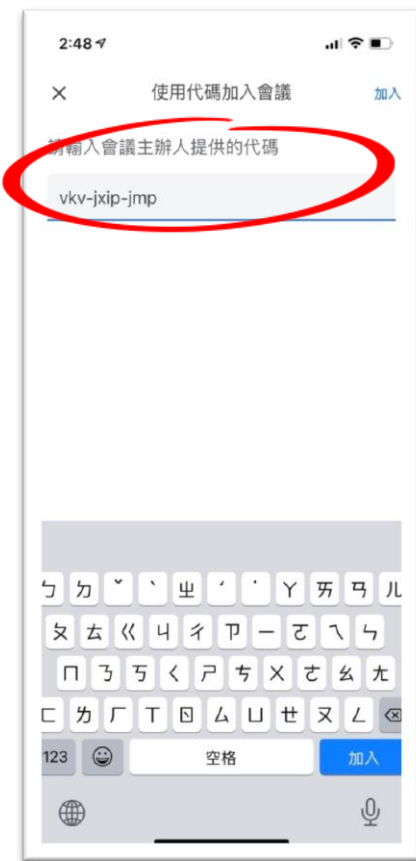 2:48
使用代碼加入會議 加入
請輸入會議主辦人提供的代碼
vkv-jxip-jmp
ㄅ ㄉ ˇ ˋ ㄓ ˊ ˙ ㄚ ㄞ ㄢ ㄦ
ㄆ ㄊ ㄍ ㄐ ㄔ ㄗ ㄧ ㄛ ㄟ ㄣ
ㄇ ㄋ ㄎ ㄑ ㄕ ㄘ ㄨ ㄜ ㄠ ㄤ
ㄈ ㄌ ㄏ ㄒ ㄖ ㄙ ㄩ ㄝ ㄡ ㄥ
123 空格 加入